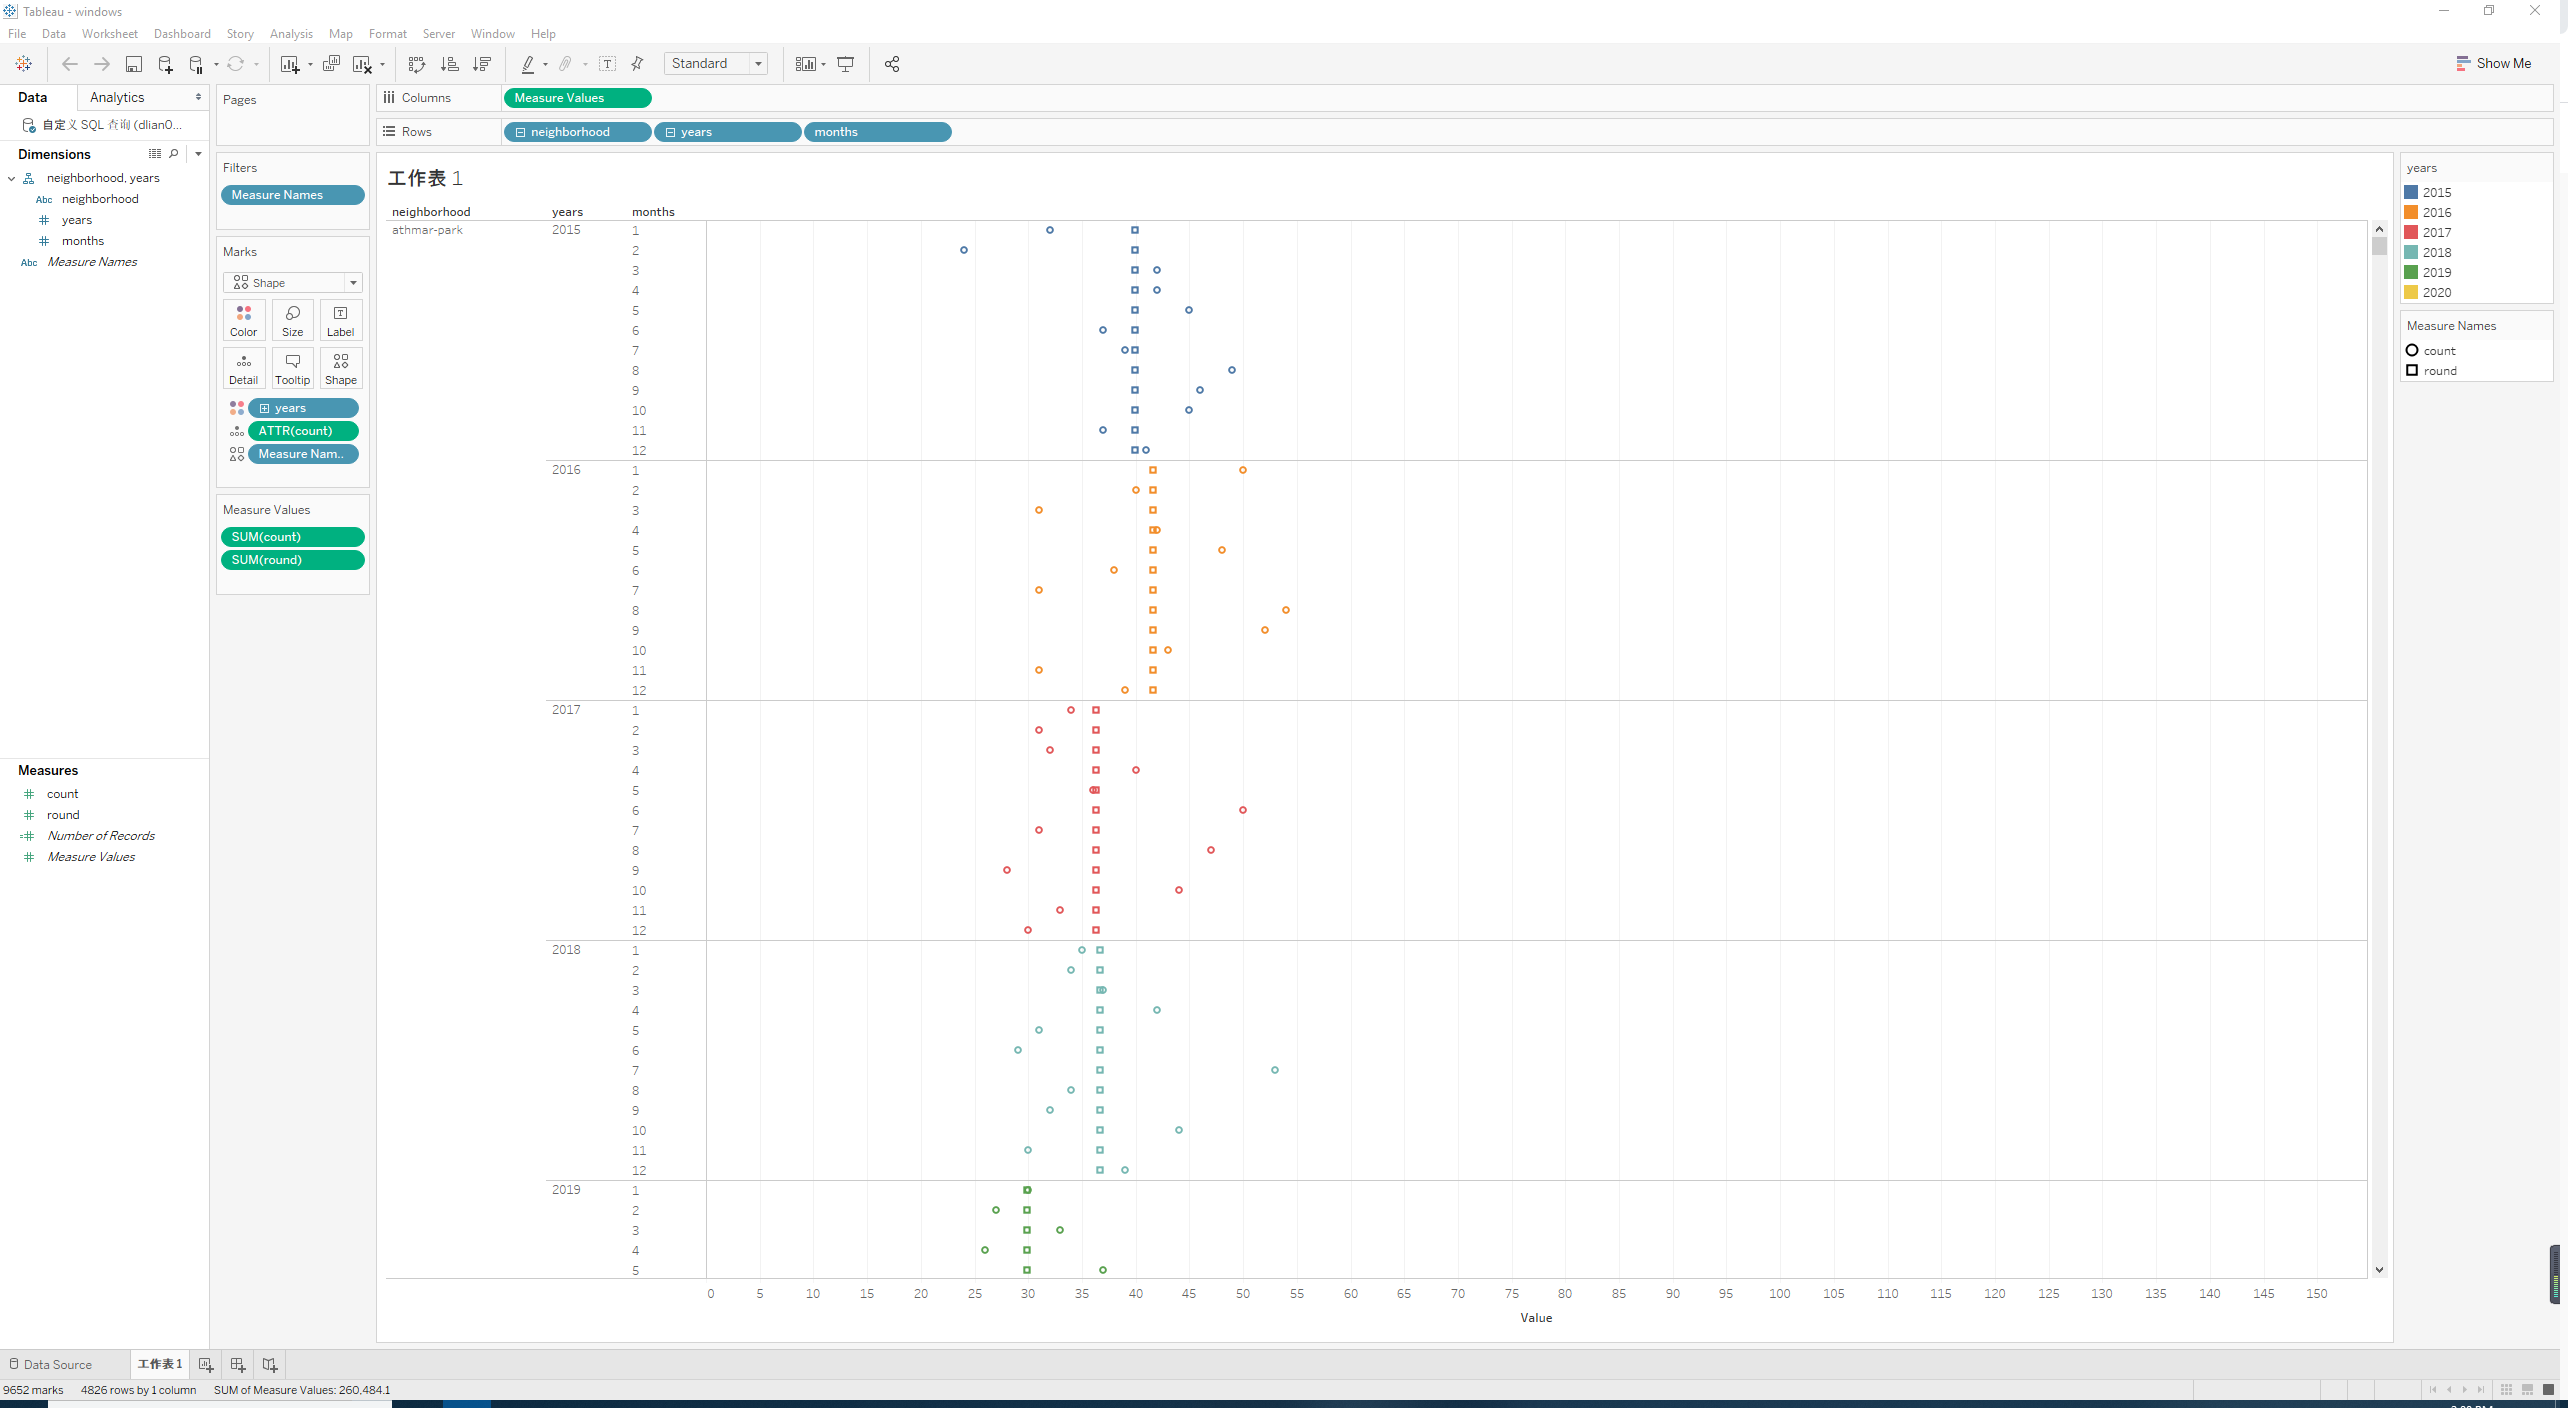 Tableau - windows
File Data Worksheet Dashboard Story Analysis Map Format Server Window Help
Standard
Show Me
Data Analytics
自定义 SQL 查询 (dlian0...
Dimensions
neighborhood, years
Abc neighborhood
# years
# months
Abc Measure Names
Measures
# count
# round
=# Number of Records
# Measure Values
Pages
Filters
Measure Names
Marks
Shape
Color Size Label
Detail Tooltip Shape
years
ATTR(count)
Measure Nam..
Measure Values
SUM(count)
SUM(round)
Columns Measure Values
Rows neighborhood years months
工作表 1
neighborhood years months
athmar-park 2015 1
2
3
4
5
6
7
8
9
10
11
12
2016 1
2
3
4
5
6
7
8
9
10
11
12
2017 1
2
3
4
5
6
7
8
9
10
11
12
2018 1
2
3
4
5
6
7
8
9
10
11
12
2019 1
2
3
4
5
0 5 10 15 20 25 30 35 40 45 50 55 60 65 70 75 80 85 90 95 100 105 110 115 120 125 130 135 140 145 150
Value
years
2015
2016
2017
2018
2019
2020
Measure Names
count
round
Data Source 工作表 1
9652 marks 4826 rows by 1 column SUM of Measure Values: 260,484.1